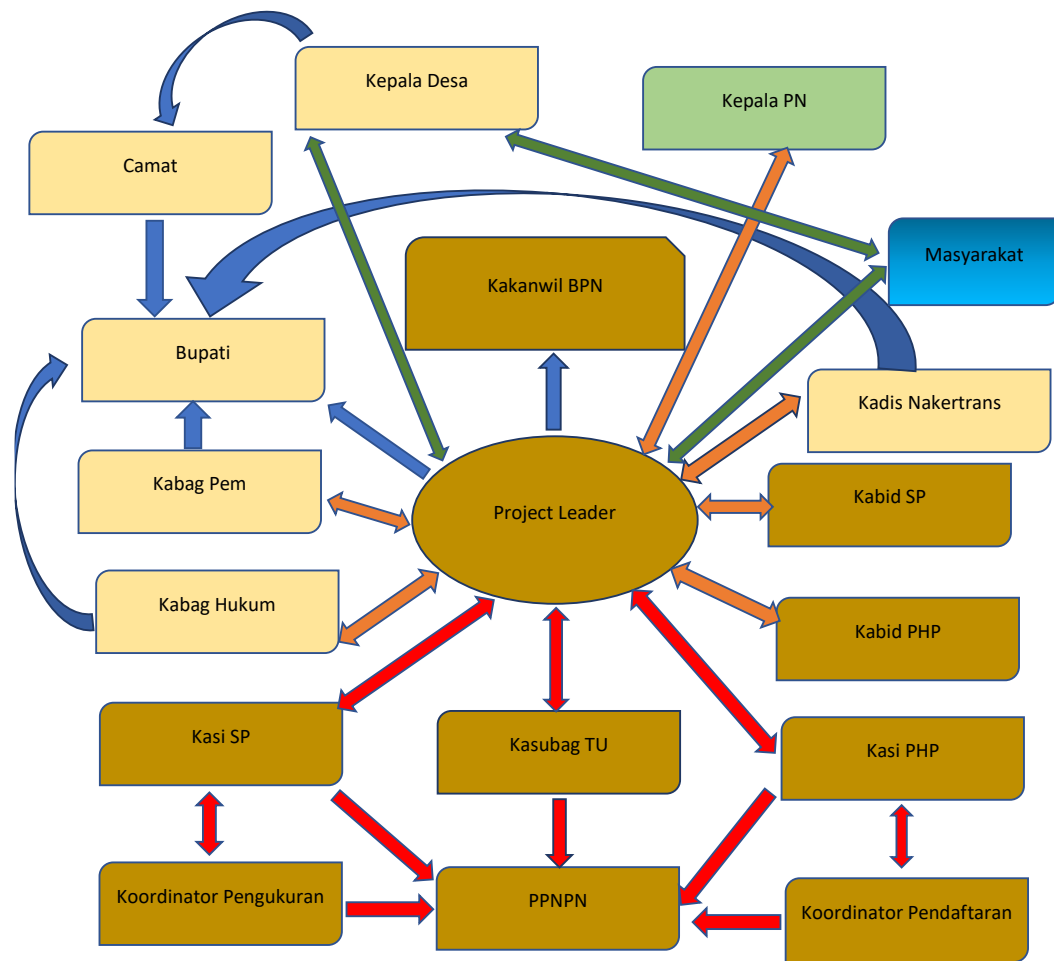 Kepala Desa
Kepala PN
Camat
Masyarakat
Kakanwil BPN
Bupati
Kadis Nakertrans
Kabag Pem
Project Leader
Kabid SP
Kabag Hukum
Kabid PHP
Kasi SP
Kasubag TU
Kasi PHP
Koordinator Pengukuran
PPNPN
Koordinator Pendaftaran